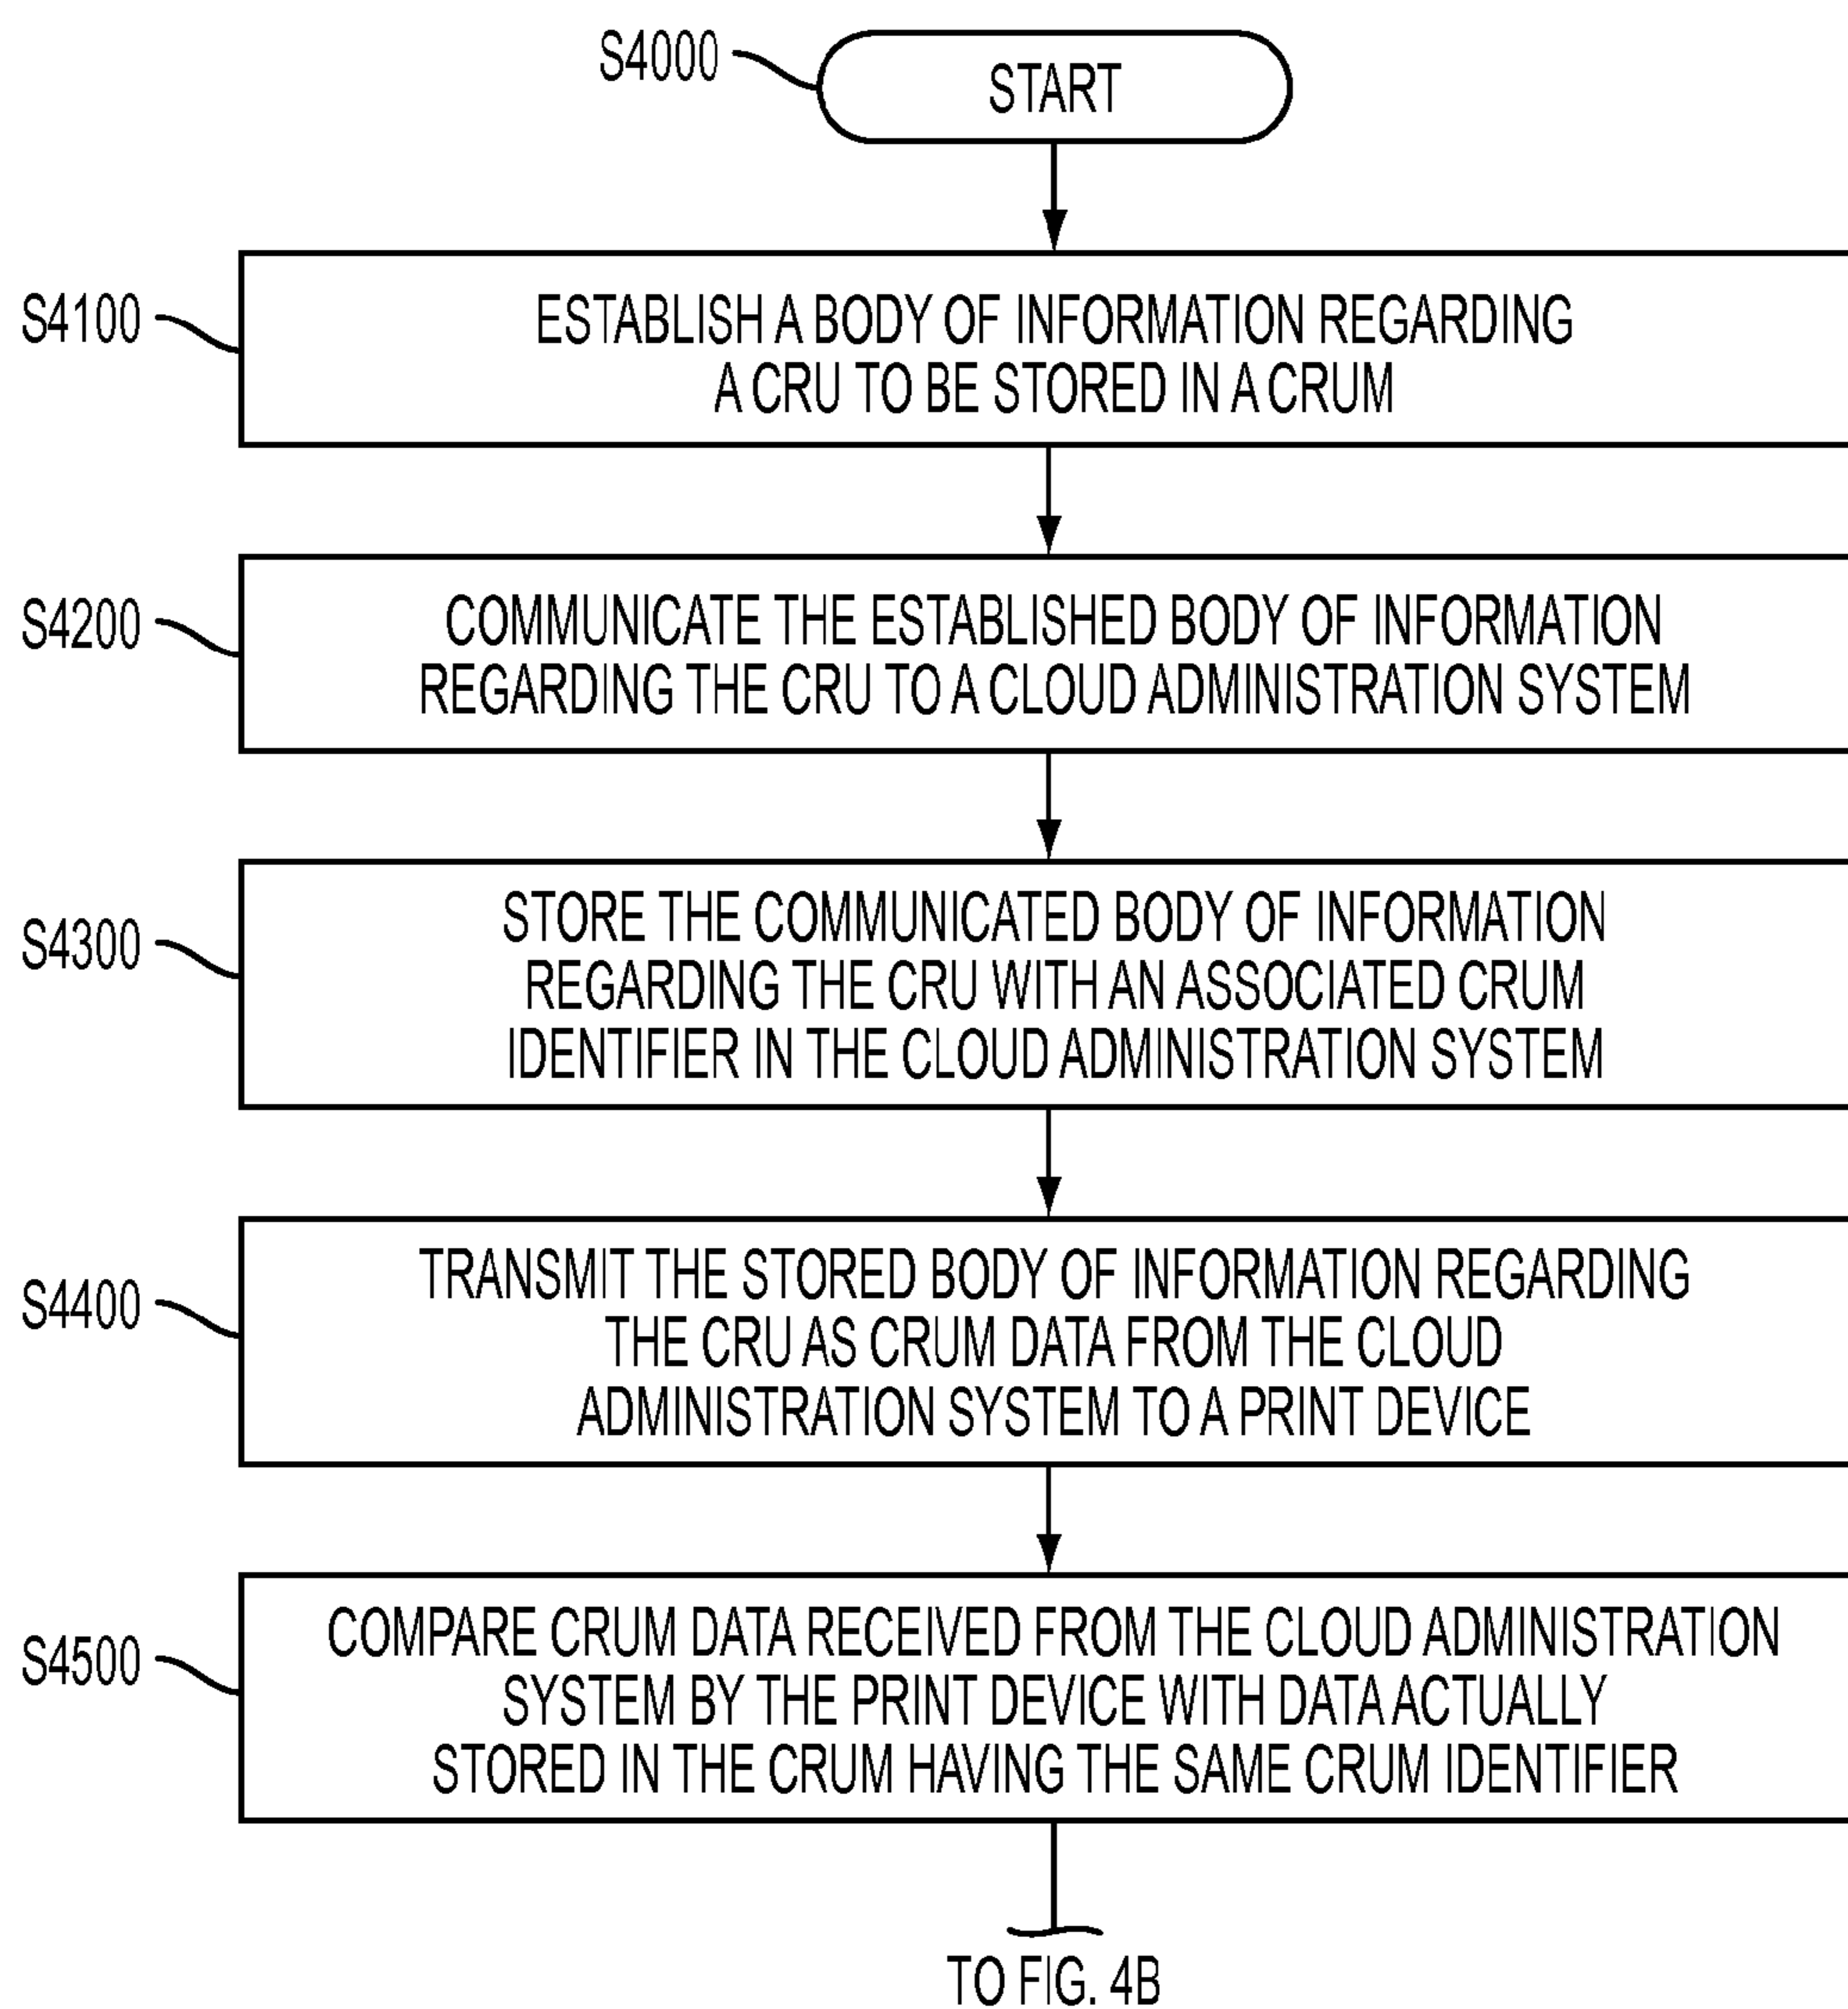 S4000
START
S4100
ESTABLISH A BODY OF INFORMATION REGARDING
A CRU TO BE STORED IN A CRUM
S4200
COMMUNICATE THE ESTABLISHED BODY OF INFORMATION
REGARDING THE CRU TO A CLOUD ADMINISTRATION SYSTEM
S4300
STORE THE COMMUNICATED BODY OF INFORMATION
REGARDING THE CRU WITH AN ASSOCIATED CRUM
IDENTIFIER IN THE CLOUD ADMINISTRATION SYSTEM
S4400
TRANSMIT THE STORED BODY OF INFORMATION REGARDING
THE CRU AS CRUM DATA FROM THE CLOUD
ADMINISTRATION SYSTEM TO A PRINT DEVICE
S4500
COMPARE CRUM DATA RECEIVED FROM THE CLOUD ADMINISTRATION
SYSTEM BY THE PRINT DEVICE WITH DATA ACTUALLY
STORED IN THE CRUM HAVING THE SAME CRUM IDENTIFIER
TO FIG. 4B